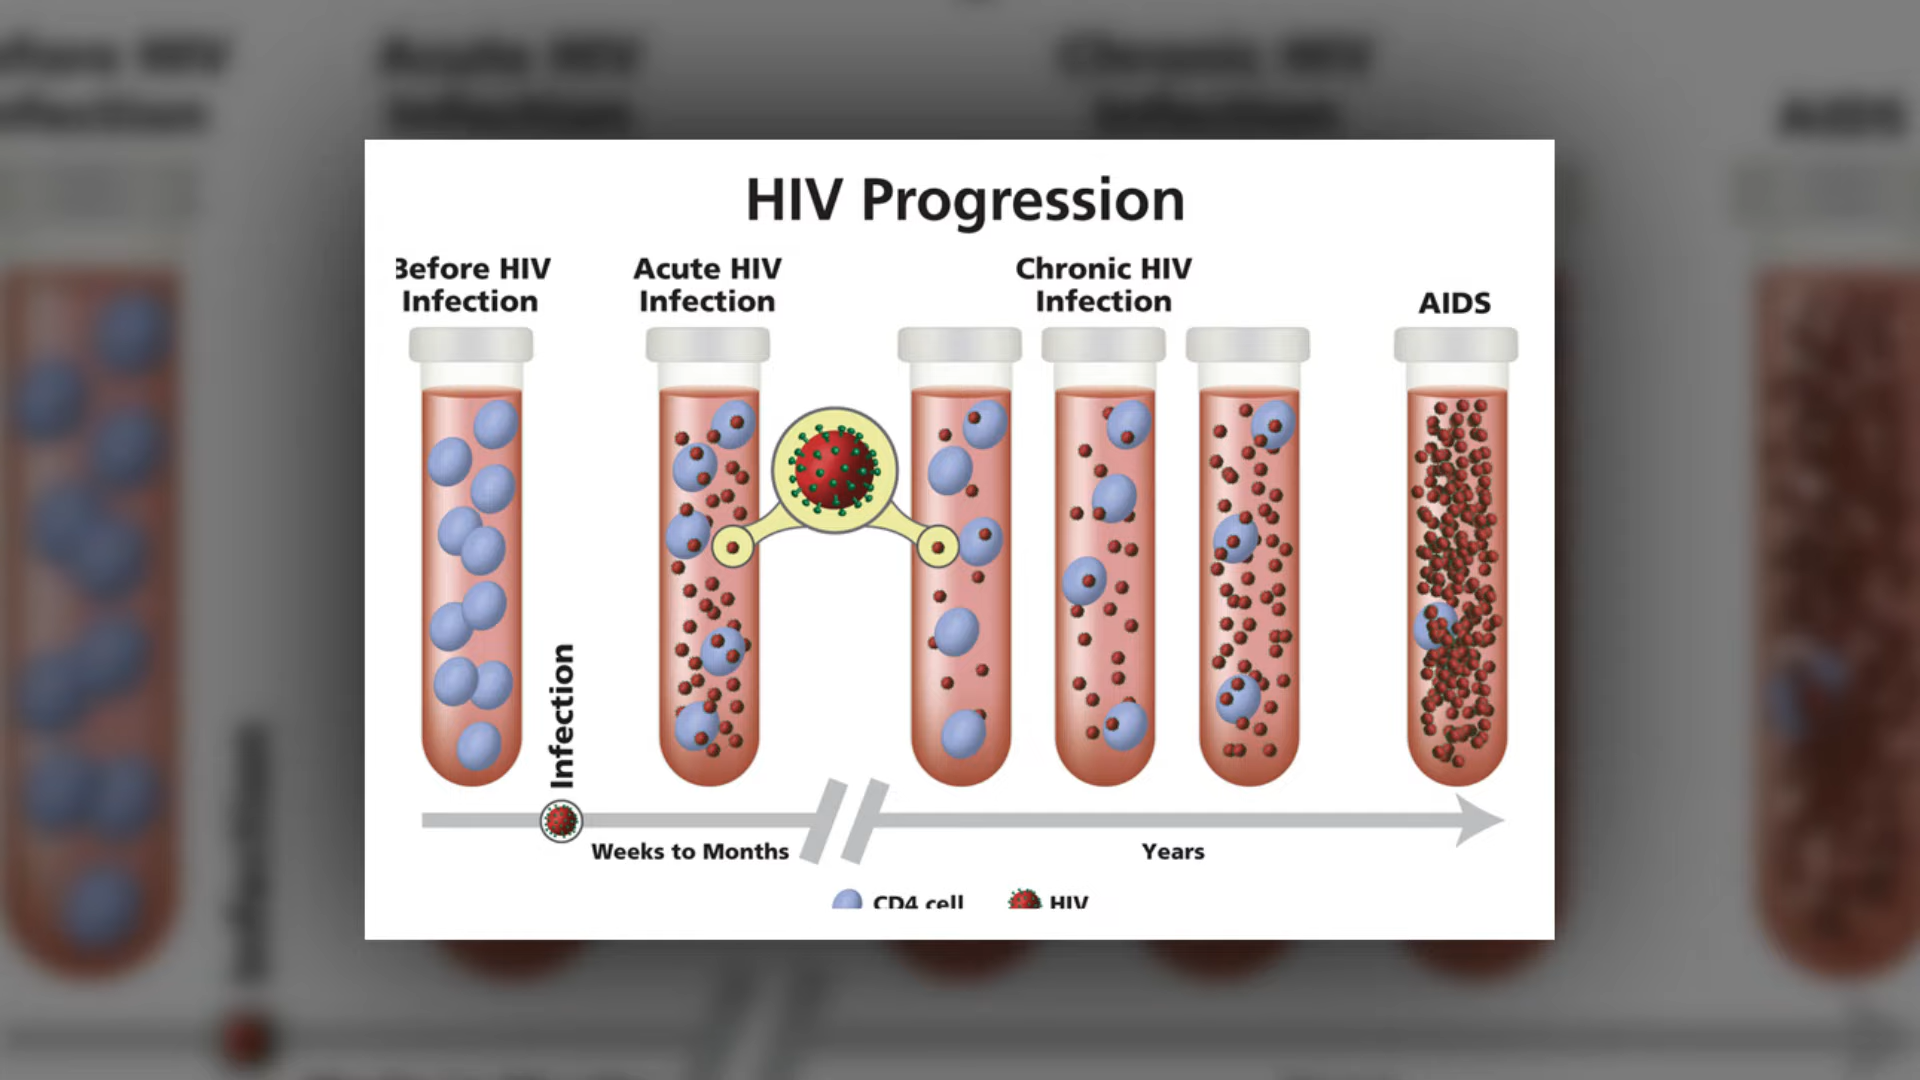 HIV Progression
Before HIV
Infection
Acute HIV
Infection
Chronic HIV
Infection
AIDS
Infection
Weeks to Months
Years
CD4 cell
HIV